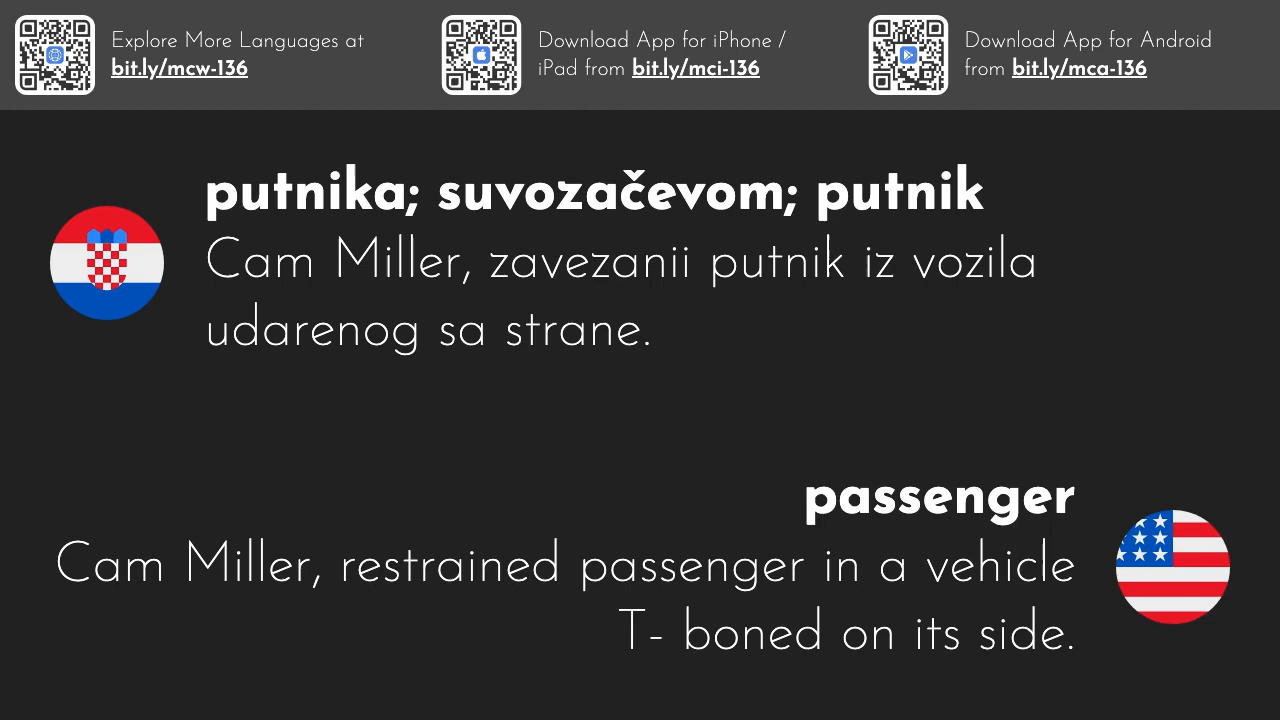 Explore More Languages at
bit.ly/mcw-136
Download App for iPhone /
iPad from bit.ly/mci-136
Download App for Android
from bit.ly/mca-136
putnika; suvozačevom; putnik
Cam Miller, zavezanii putnik iz vozila
udarenog sa strane.
passenger
Cam Miller, restrained passenger in a vehicle
T- boned on its side.